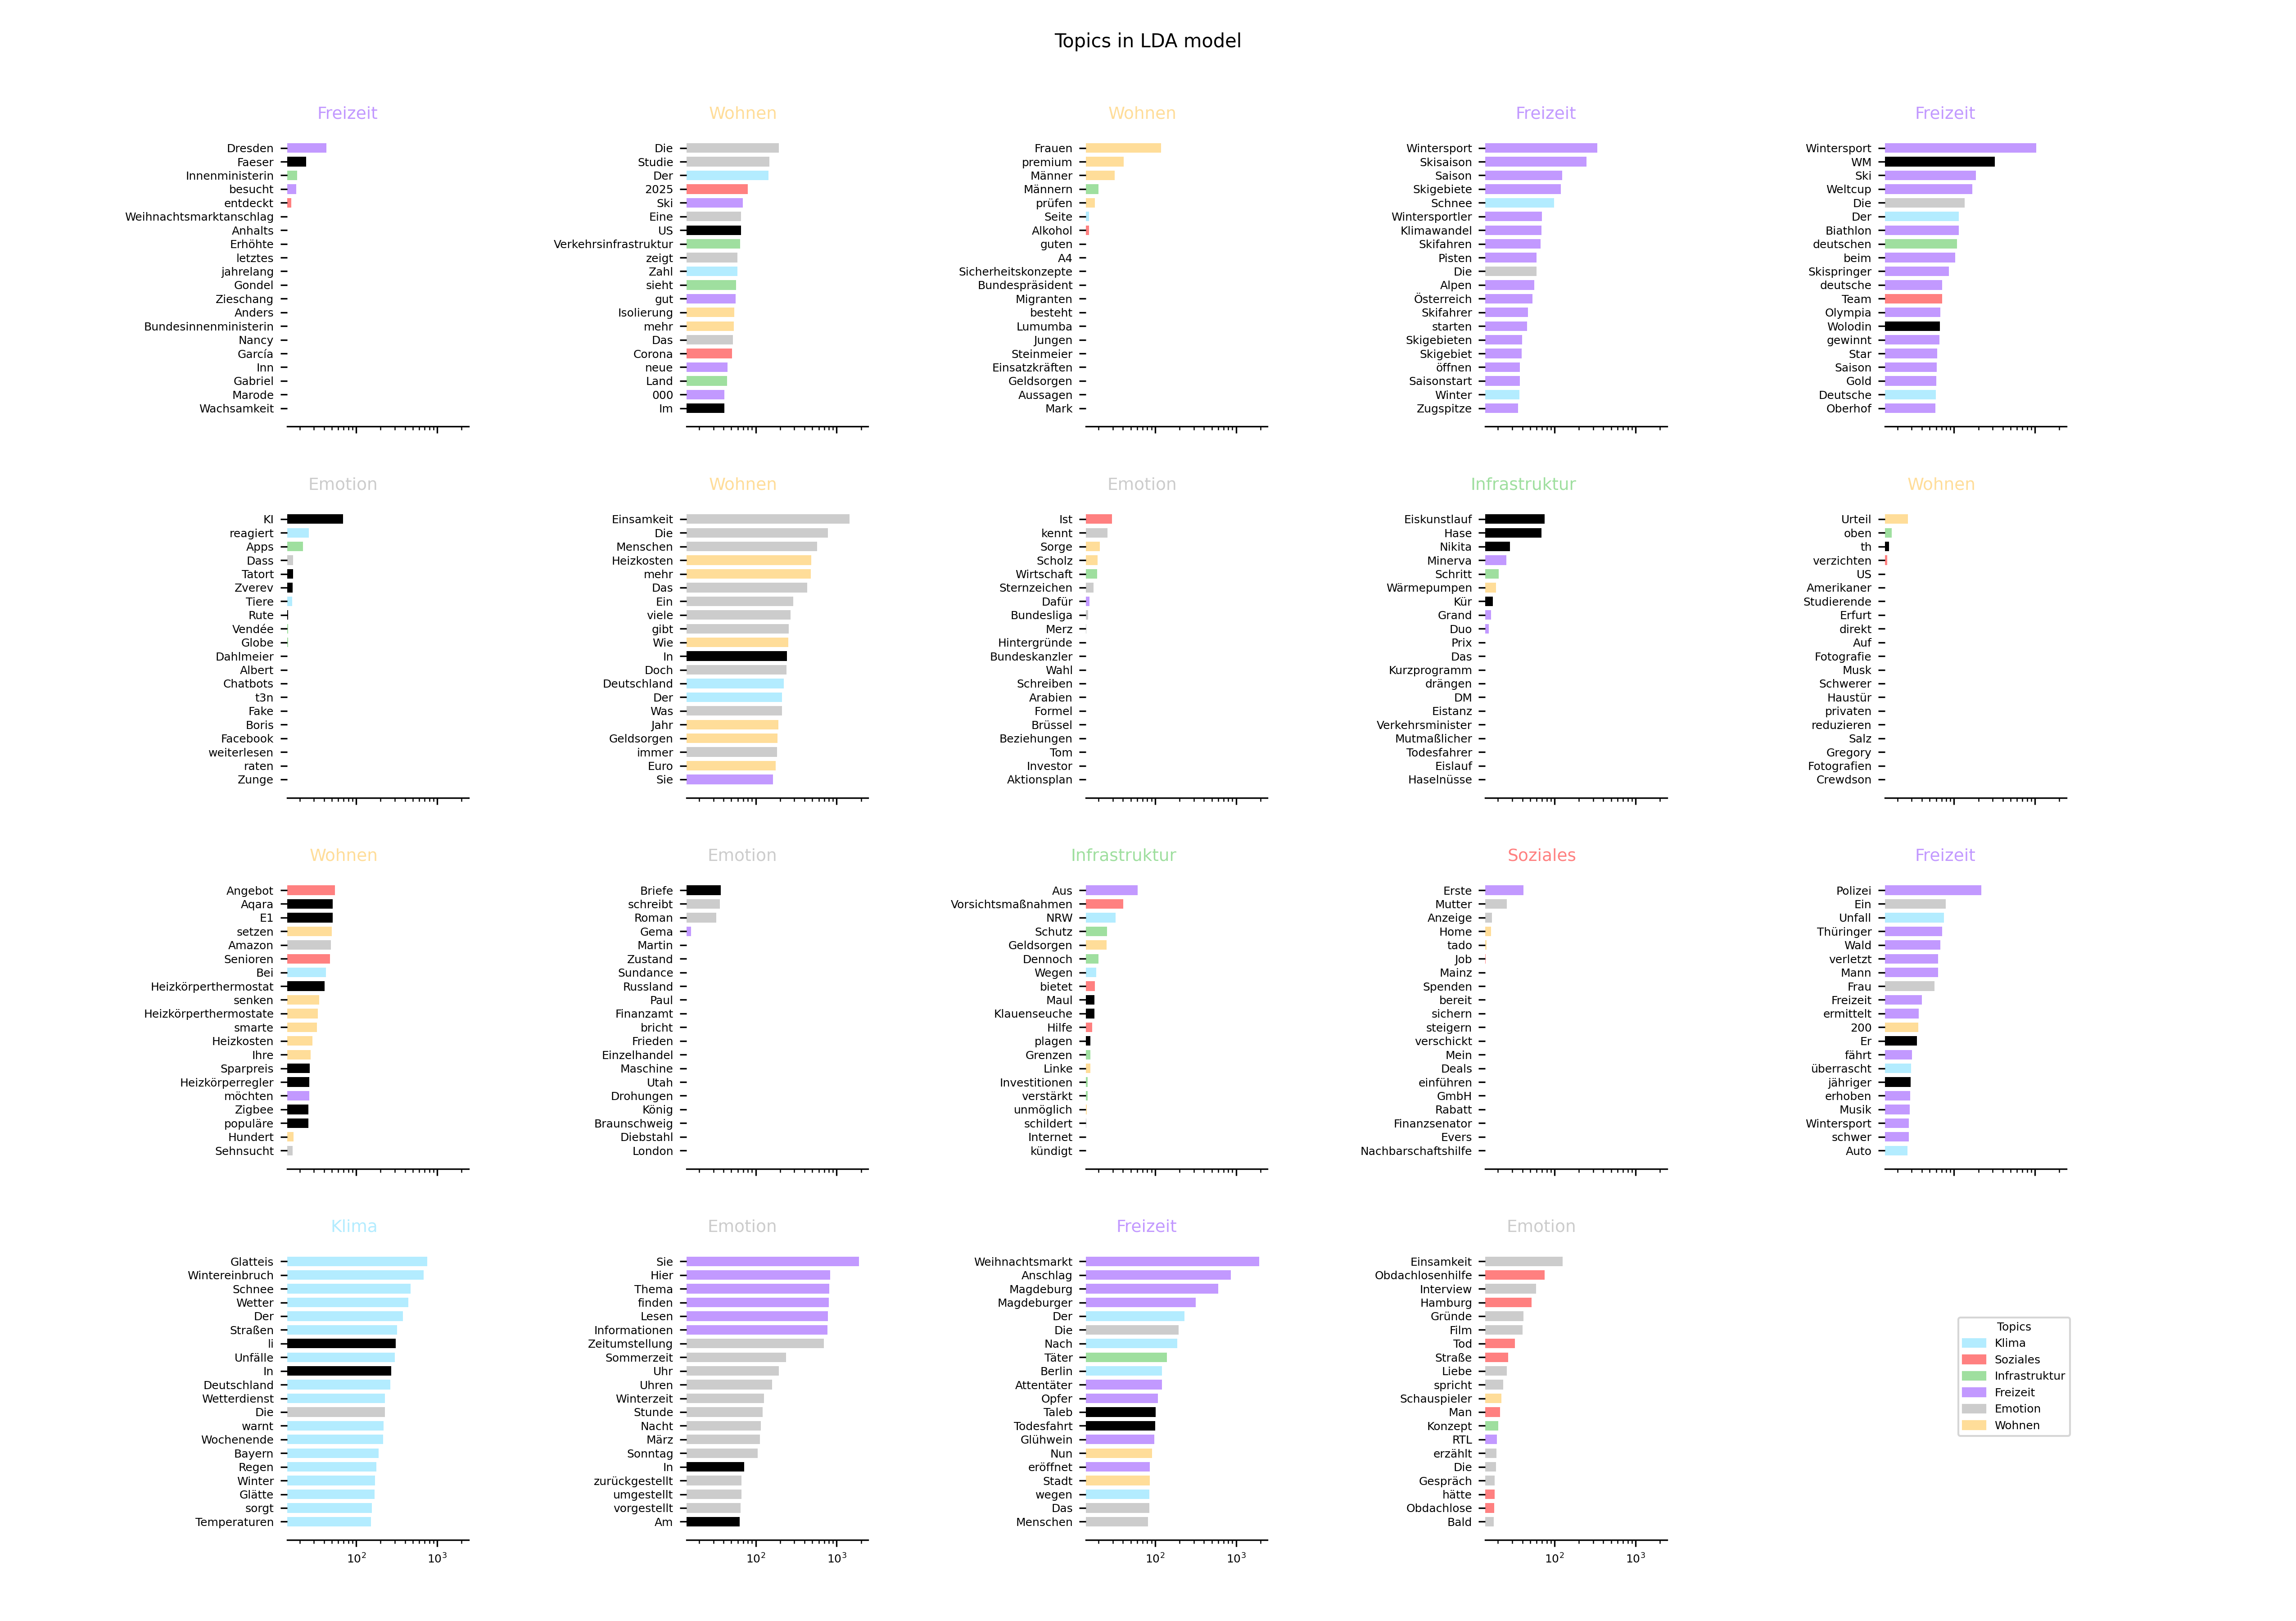 Topics in LDA model
Freizeit
Dresden
Faeser
Innenministerin
besucht
entdeckt
Weihnachtsmarktanschlag
Anhalts
Erhöhte
letztes
jahrelang
Gondel
Zieschang
Anders
Bundesinnenministerin
Nancy
García
Inn
Gabriel
Marode
Wachsamkeit
Wohnen
Die
Studie
Der
2025
Ski
Eine
US
Verkehrsinfrastruktur
zeigt
Zahl
sieht
gut
Isolierung
mehr
Das
Corona
neue
Land
000
Im
Wohnen
Frauen
premium
Männer
Männern
prüfen
Seite
Alkohol
guten
A4
Sicherheitskonzepte
Bundespräsident
Migranten
besteht
Lumumba
Jungen
Steinmeier
Einsatzkräften
Geldsorgen
Aussagen
Mark
Freizeit
Wintersport
Skisaison
Saison
Skigebiete
Schnee
Wintersportler
Klimawandel
Skifahren
Pisten
Die
Alpen
Österreich
Skifahrer
starten
Skigebieten
Skigebiet
öffnen
Saisonstart
Winter
Zugspitze
Freizeit
Wintersport
WM
Ski
Weltcup
Die
Der
Biathlon
deutschen
beim
Skispringer
deutsche
Team
Olympia
Wolodin
gewinnt
Star
Saison
Gold
Deutsche
Oberhof
Emotion
KI
reagiert
Apps
Dass
Tatort
Zverev
Tiere
Rute
Vendée
Globe
Dahlmeier
Albert
Chatbots
t3n
Fake
Boris
Facebook
weiterlesen
raten
Zunge
Wohnen
Einsamkeit
Die
Menschen
Heizkosten
mehr
Das
Ein
viele
gibt
Wie
In
Doch
Deutschland
Der
Was
Jahr
Geldsorgen
immer
Euro
Sie
Emotion
Ist
kennt
Sorge
Scholz
Wirtschaft
Sternzeichen
Dafür
Bundesliga
Merz
Hintergründe
Bundeskanzler
Wahl
Schreiben
Arabien
Formel
Brüssel
Beziehungen
Tom
Investor
Aktionsplan
Infrastruktur
Eiskunstlauf
Hase
Nikita
Minerva
Schritt
Wärmepumpen
Kür
Grand
Duo
Prix
Das
Kurzprogramm
drängen
DM
Eistanz
Verkehrsminister
Mutmaßlicher
Todesfahrer
Eislauf
Haselnüsse
Wohnen
Urteil
oben
th
verzichten
US
Amerikaner
Studierende
Erfurt
direkt
Auf
Fotografie
Musk
Schwerer
Haustür
privaten
reduzieren
Salz
Gregory
Fotografien
Crewdson
Wohnen
Angebot
Aqara
E1
setzen
Amazon
Senioren
Bei
Heizkörperthermostat
senken
Heizkörperthermostate
smarte
Heizkosten
Ihre
Sparpreis
Heizkörperregler
möchten
Zigbee
populäre
Hundert
Sehnsucht
Emotion
Briefe
schreibt
Roman
Gema
Martin
Zustand
Sundance
Russland
Paul
Finanzamt
bricht
Frieden
Einzelhandel
Maschine
Utah
Drohungen
König
Braunschweig
Diebstahl
London
Infrastruktur
Aus
Vorsichtsmaßnahmen
NRW
Schutz
Geldsorgen
Dennoch
Wegen
bietet
Maul
Klauenseuche
Hilfe
plagen
Grenzen
Linke
Investitionen
verstärkt
unmöglich
schildert
Internet
kündigt
Soziales
Erste
Mutter
Anzeige
Home
tado
Job
Mainz
Spenden
bereit
sichern
steigern
verschickt
Mein
Deals
einführen
GmbH
Rabatt
Finanzsenator
Evers
Nachbarschaftshilfe
Freizeit
Polizei
Ein
Unfall
Thüringer
Wald
verletzt
Mann
Frau
Freizeit
ermittelt
200
Er
fährt
überrascht
jähriger
erhoben
Musik
Wintersport
schwer
Auto
Klima
Glatteis
Wintereinbruch
Schnee
Wetter
Der
Straßen
li
Unfälle
In
Deutschland
Wetterdienst
Die
warnt
Wochenende
Bayern
Regen
Winter
Glätte
sorgt
Temperaturen
10²
10³
Emotion
Sie
Hier
Thema
finden
Lesen
Informationen
Zeitumstellung
Sommerzeit
Uhr
Uhren
Winterzeit
Stunde
Nacht
März
Sonntag
In
zurückgestellt
umgestellt
vorgestellt
Am
10²
10³
Freizeit
Weihnachtsmarkt
Anschlag
Magdeburg
Magdeburger
Der
Die
Nach
Täter
Berlin
Attentäter
Opfer
Taleb
Todesfahrt
Glühwein
Nun
eröffnet
Stadt
wegen
Das
Menschen
10²
10³
Emotion
Einsamkeit
Obdachlosenhilfe
Interview
Hamburg
Gründe
Film
Tod
Straße
Liebe
spricht
Schauspieler
Man
Konzept
RTL
erzählt
Die
Gespräch
hätte
Obdachlose
Bald
10²
10³
Topics
Klima
Soziales
Infrastruktur
Freizeit
Emotion
Wohnen